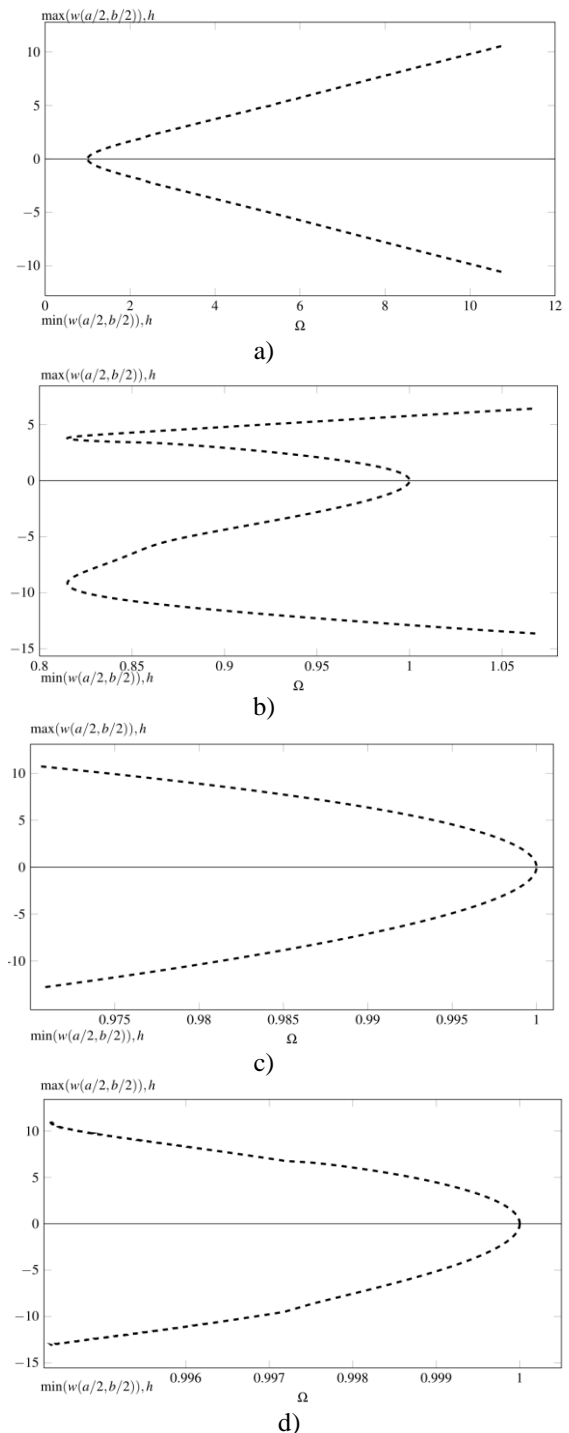 max(w(a/2,b/2)),h
10
5
0
−5
−10
0 2 4 6 8 10 12
min(w(a/2,b/2)),h
Ω
a)
max(w(a/2,b/2)),h
5
0
−5
−10
−15
0.8 0.85 0.9 0.95 1 1.05
min(w(a/2,b/2)),h
Ω
b)
max(w(a/2,b/2)),h
10
5
0
-5
-10
0.975 0.98 0.985 0.99 0.995 1
min(w(a/2,b/2)),h
Ω
c)
max(w(a/2,b/2)),h
10
5
0
−5
−10
−15
0.996 0.997 0.998 0.999 1
min(w(a/2,b/2)),h
Ω
d)